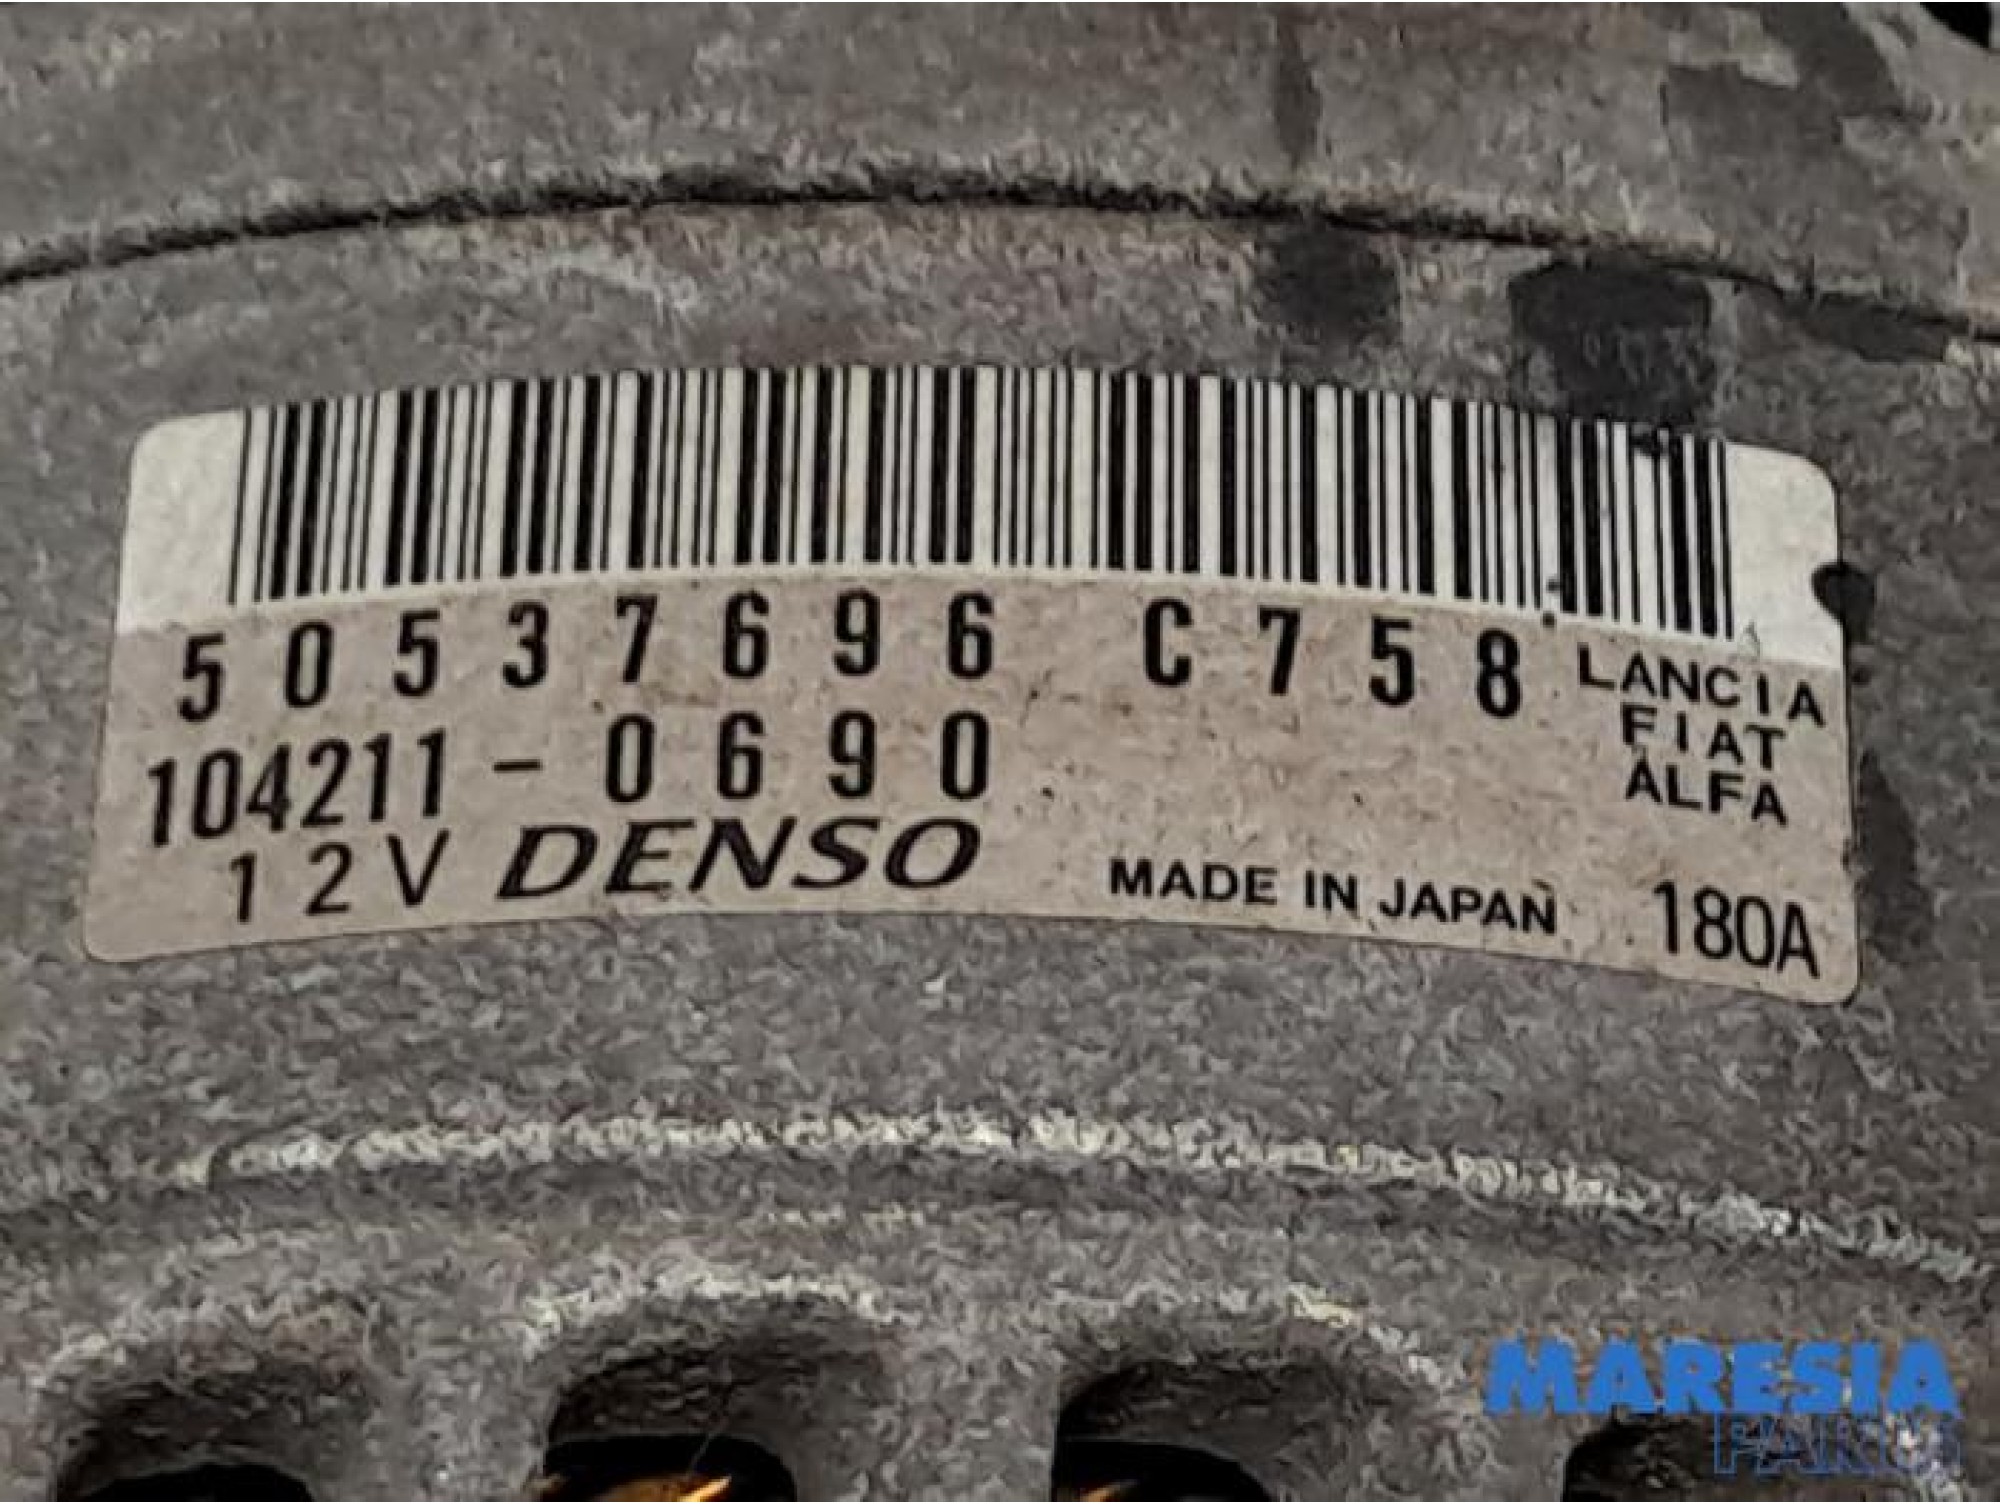 50537696 C758
LANCIA
FIAT
ALFA
104211-0690
12V DENSO MADE IN JAPAN 180A
MARESIA
PARTS